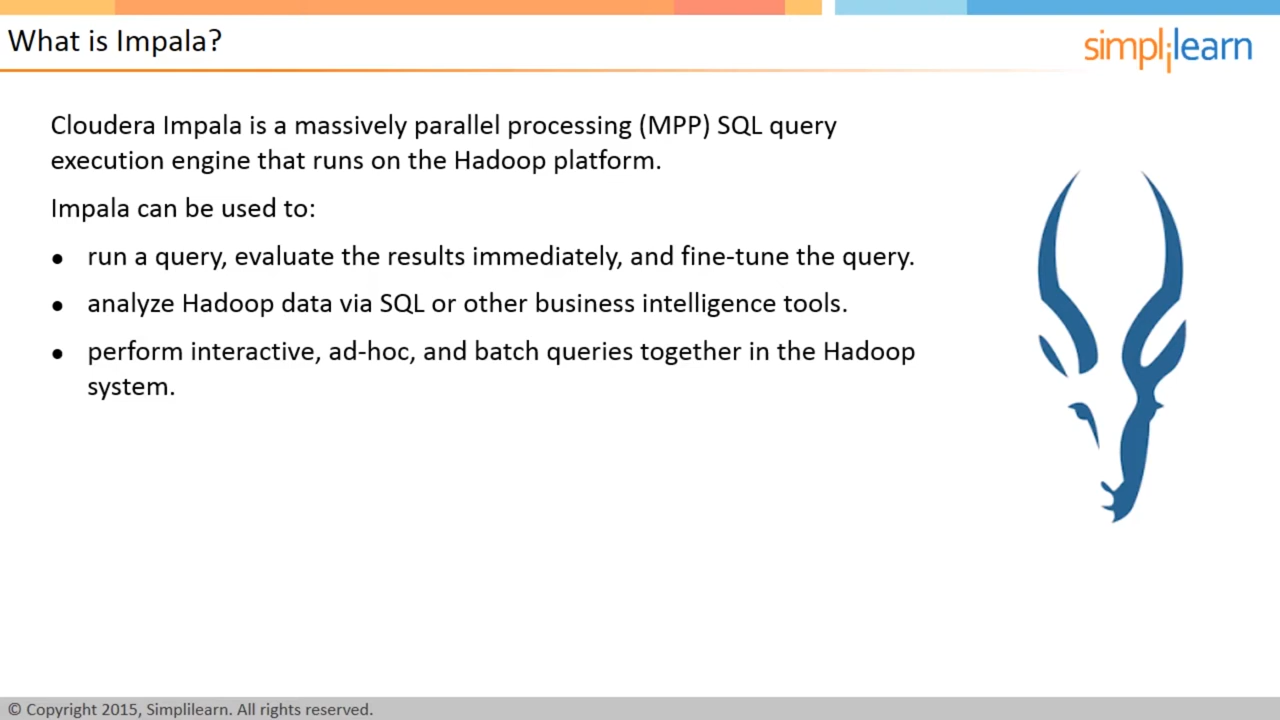 What is Impala?
simplilearn
Cloudera Impala is a massively parallel processing (MPP) SQL query
execution engine that runs on the Hadoop platform.
Impala can be used to:
● run a query, evaluate the results immediately, and fine-tune the query.
● analyze Hadoop data via SQL or other business intelligence tools.
● perform interactive, ad-hoc, and batch queries together in the Hadoop
system.
© Copyright 2015, Simplilearn. All rights reserved.